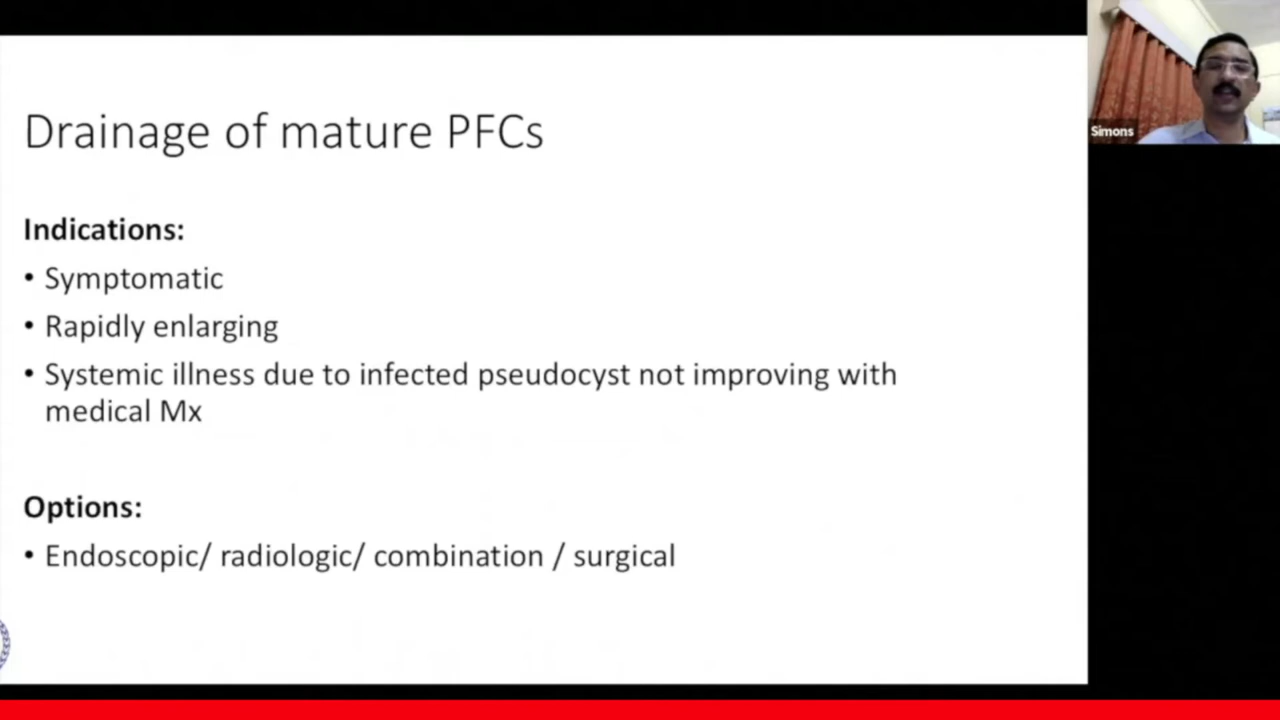 Drainage of mature PFCs
Indications:
• Symptomatic
• Rapidly enlarging
• Systemic illness due to infected pseudocyst not improving with
medical Mx
Options:
• Endoscopic/ radiologic/ combination / surgical
Simons